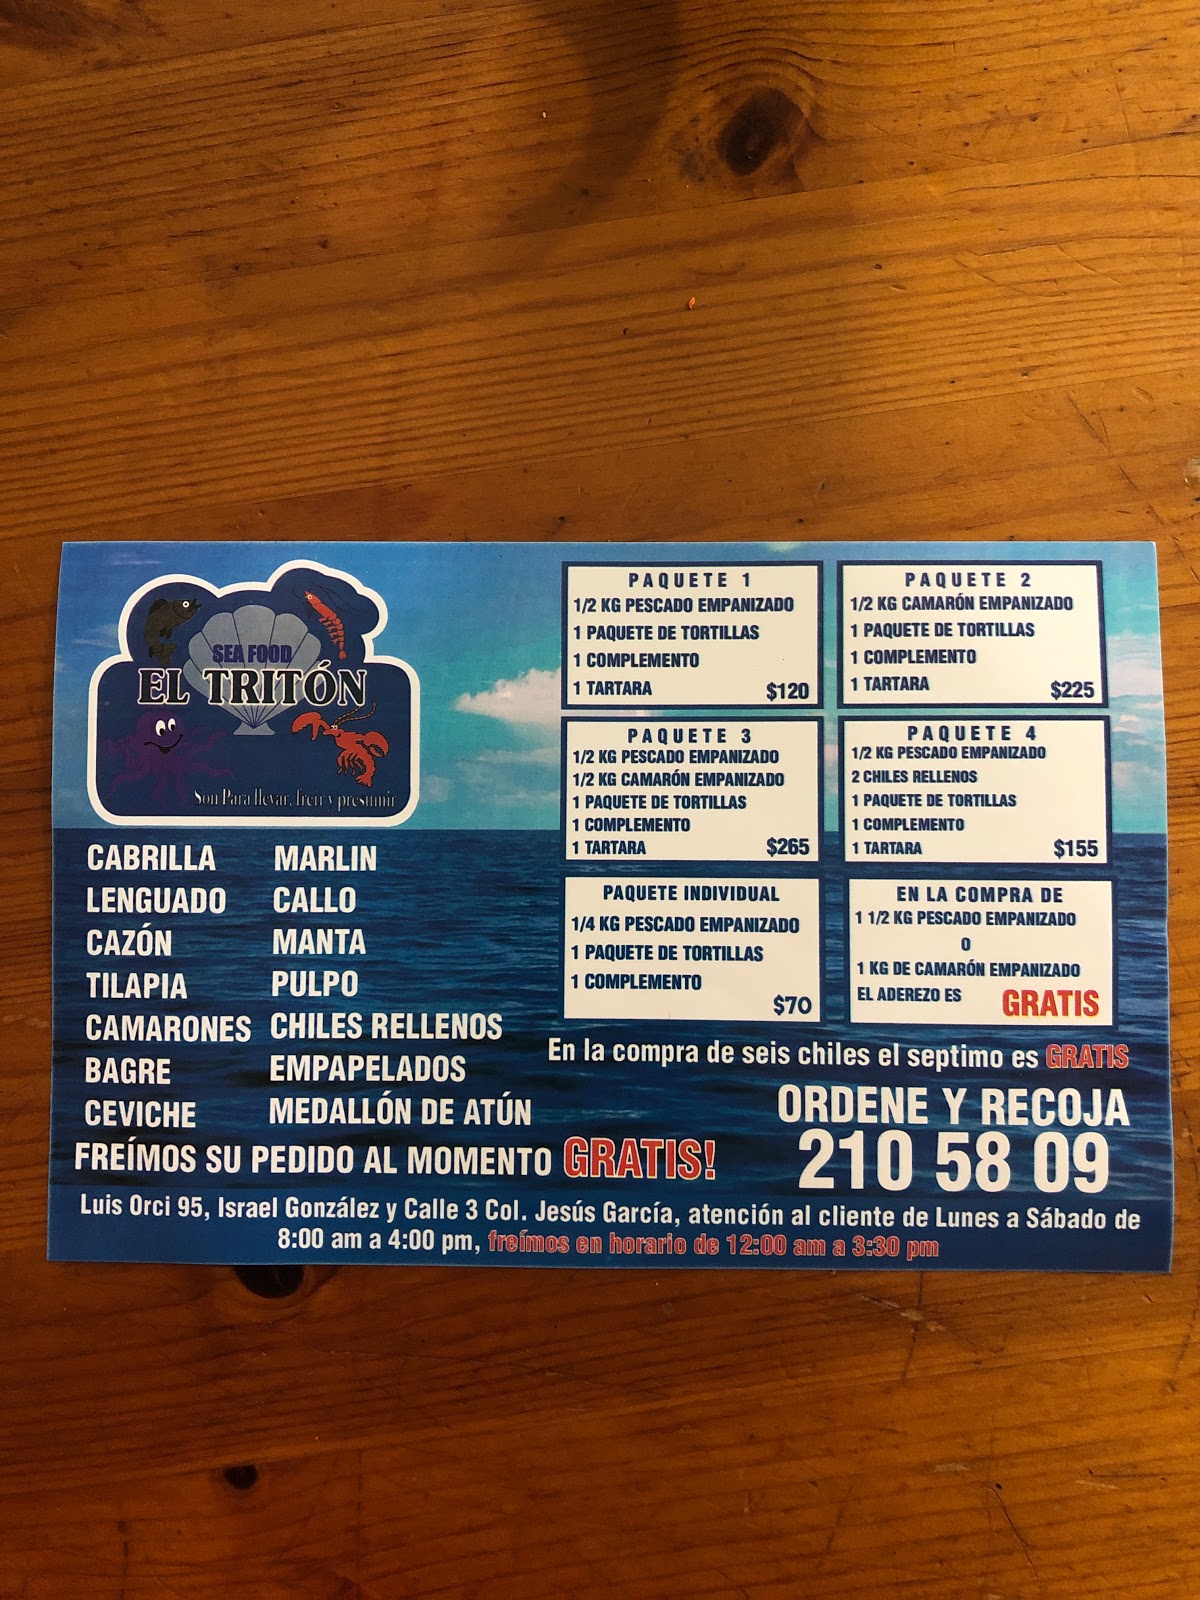 SEA FOOD
EL TRITÓN
Son Para llevar, freir y presumir
CABRILLA
LENGUADO
CAZÓN
TILAPIA
CAMARONES
BAGRE
CEVICHE
MARLIN
CALLO
MANTA
PULPO
CHILES RELLENOS
EMPAPELADOS
MEDALLÓN DE ATÚN
FREÍMOS SU PEDIDO AL MOMENTO GRATIS!
PAQUETE 1
1/2 KG PESCADO EMPANIZADO
1 PAQUETE DE TORTILLAS
1 COMPLEMENTO
1 TARTARA $120
PAQUETE 2
1/2 KG CAMARÓN EMPANIZADO
1 PAQUETE DE TORTILLAS
1 COMPLEMENTO
1 TARTARA $225
PAQUETE 3
1/2 KG PESCADO EMPANIZADO
1/2 KG CAMARÓN EMPANIZADO
1 PAQUETE DE TORTILLAS
1 COMPLEMENTO
1 TARTARA $265
PAQUETE 4
1/2 KG PESCADO EMPANIZADO
2 CHILES RELLENOS
1 PAQUETE DE TORTILLAS
1 COMPLEMENTO
1 TARTARA $155
PAQUETE INDIVIDUAL
1/4 KG PESCADO EMPANIZADO
1 PAQUETE DE TORTILLAS
1 COMPLEMENTO
$70
EN LA COMPRA DE
1 1/2 KG PESCADO EMPANIZADO
O
1 KG DE CAMARÓN EMPANIZADO
EL ADEREZO ES GRATIS
En la compra de seis chiles el septimo es GRATIS
ORDENE Y RECOJA
210 58 09
Luis Orci 95, Israel González y Calle 3 Col. Jesús García, atención al cliente de Lunes a Sábado de
8:00 am a 4:00 pm, freímos en horario de 12:00 am a 3:30 pm